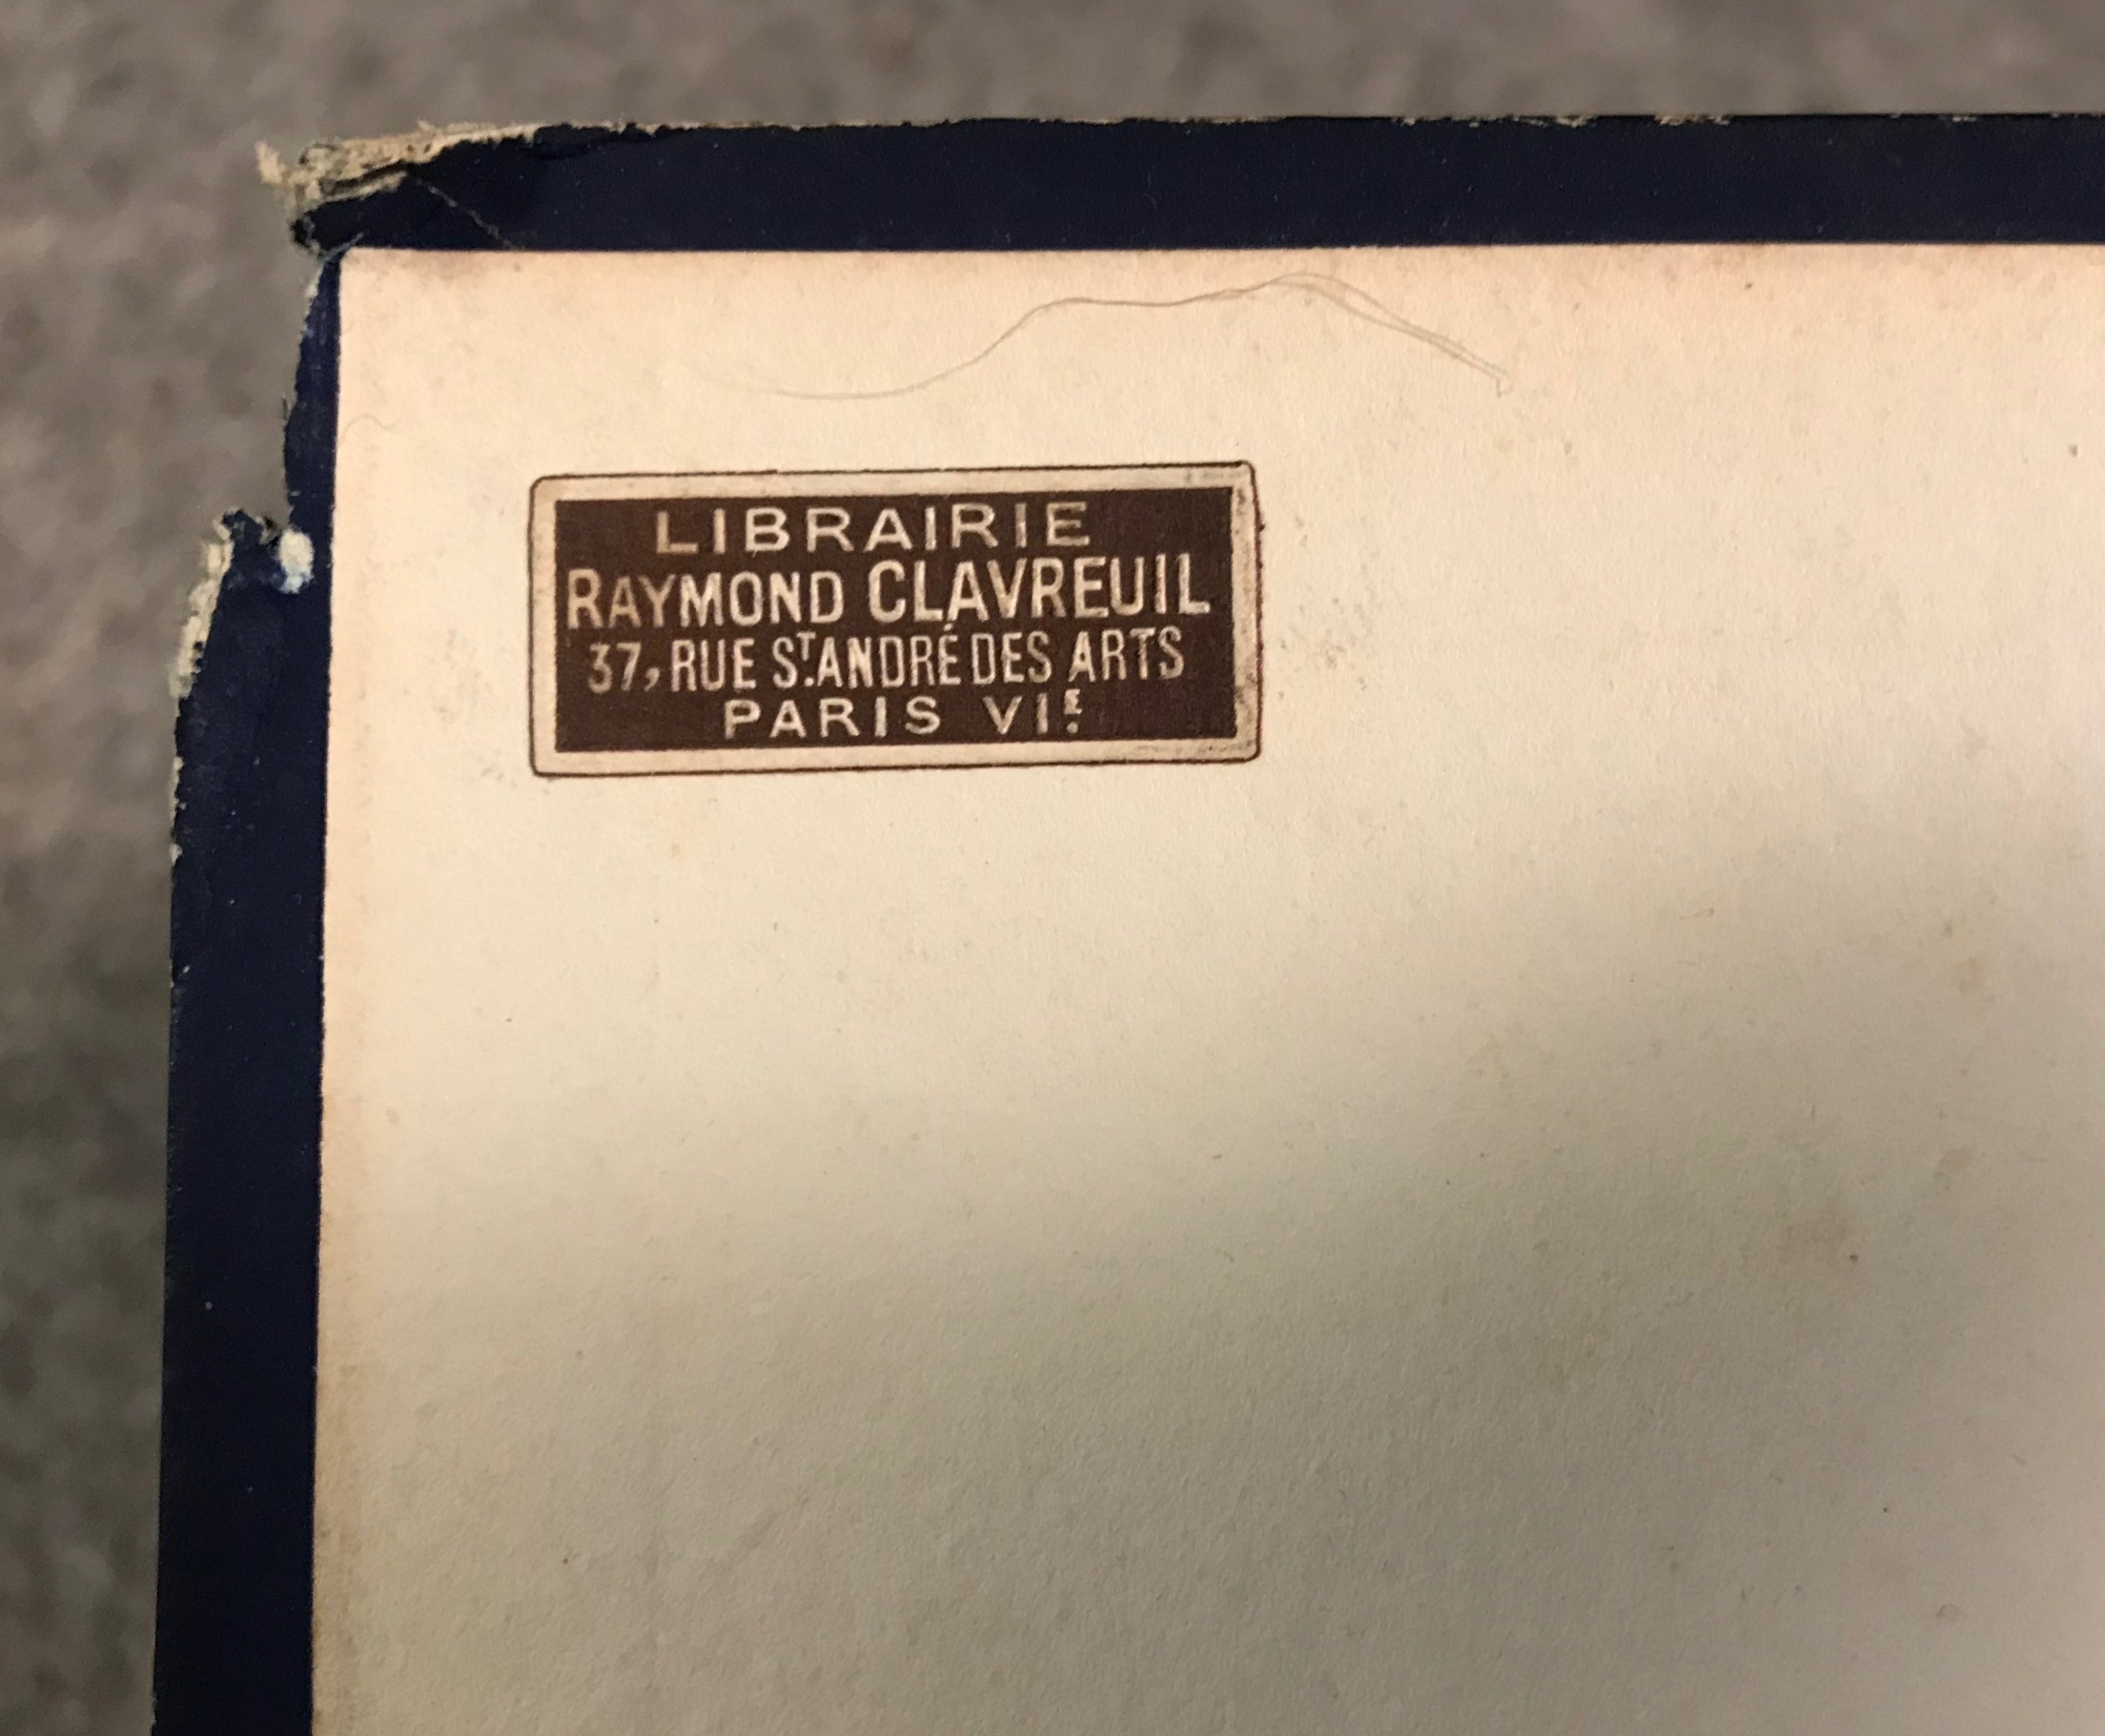 LIBRAIRIE
RAYMOND CLAVREUIL
37, RUE ST. ANDRÉ DES ARTS
PARIS VIE.